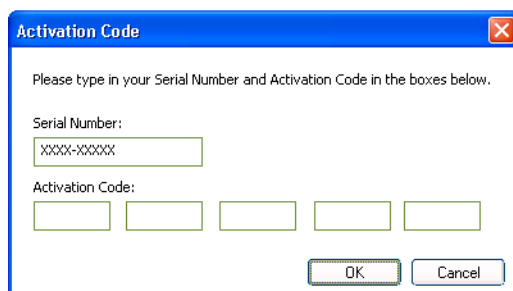 Activation Code
Please type in your Serial Number and Activation Code in the boxes below.
Serial Number:
XXXX-XXXXX
Activation Code:
OK Cancel